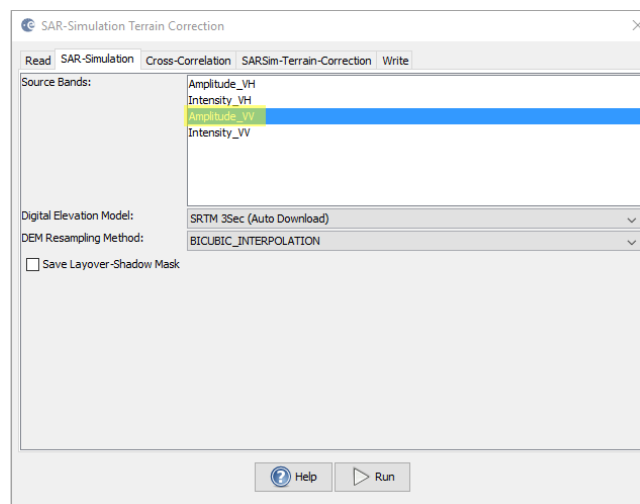 SAR-Simulation Terrain Correction
Read SAR-Simulation Cross-Correlation SARSim-Terrain-Correction Write
Source Bands:
Amplitude_VH
Intensity_VH
Amplitude_VV
Intensity_VV
Digital Elevation Model: SRTM 3Sec (Auto Download)
DEM Resampling Method: BICUBIC_INTERPOLATION
Save Layover-Shadow Mask
Help Run